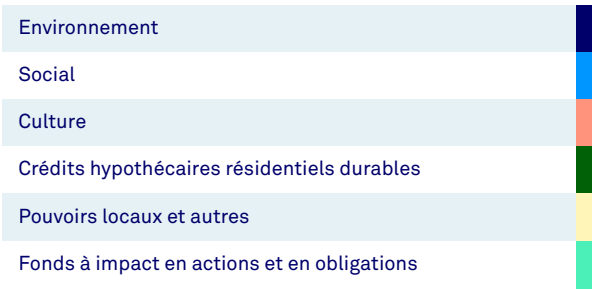 Environnement
Social
Culture
Crédits hypothécaires résidentiels durables
Pouvoirs locaux et autres
Fonds à impact en actions et en obligations